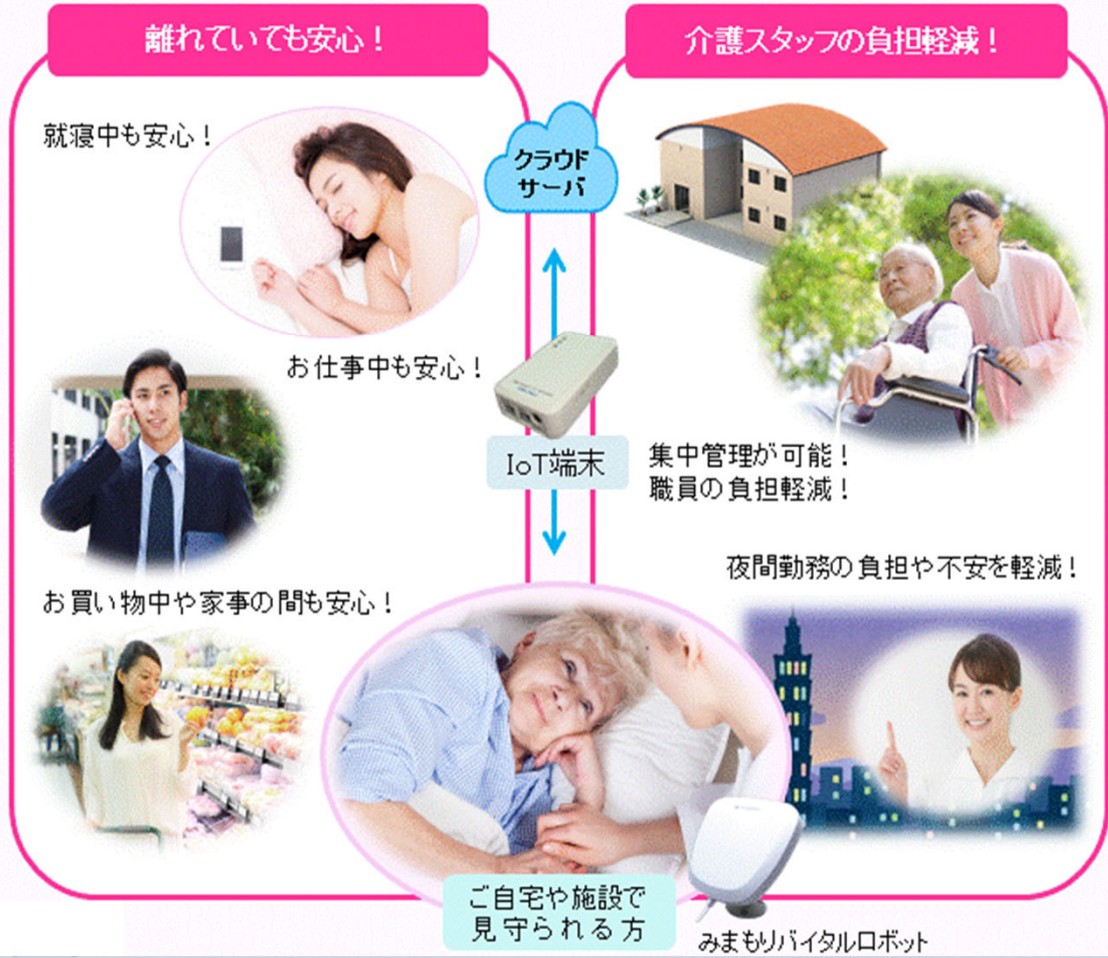 離れていても安心！
介護スタッフの負担軽減！
就寝中も安心！
クラウド
サーバ
お仕事中も安心！
IoT端末
集中管理が可能！
職員の負担軽減！
夜間勤務の負担や不安を軽減！
お買い物中や家事の間も安心！
ご自宅や施設で
見守られる方
みまもりバイタルロボット